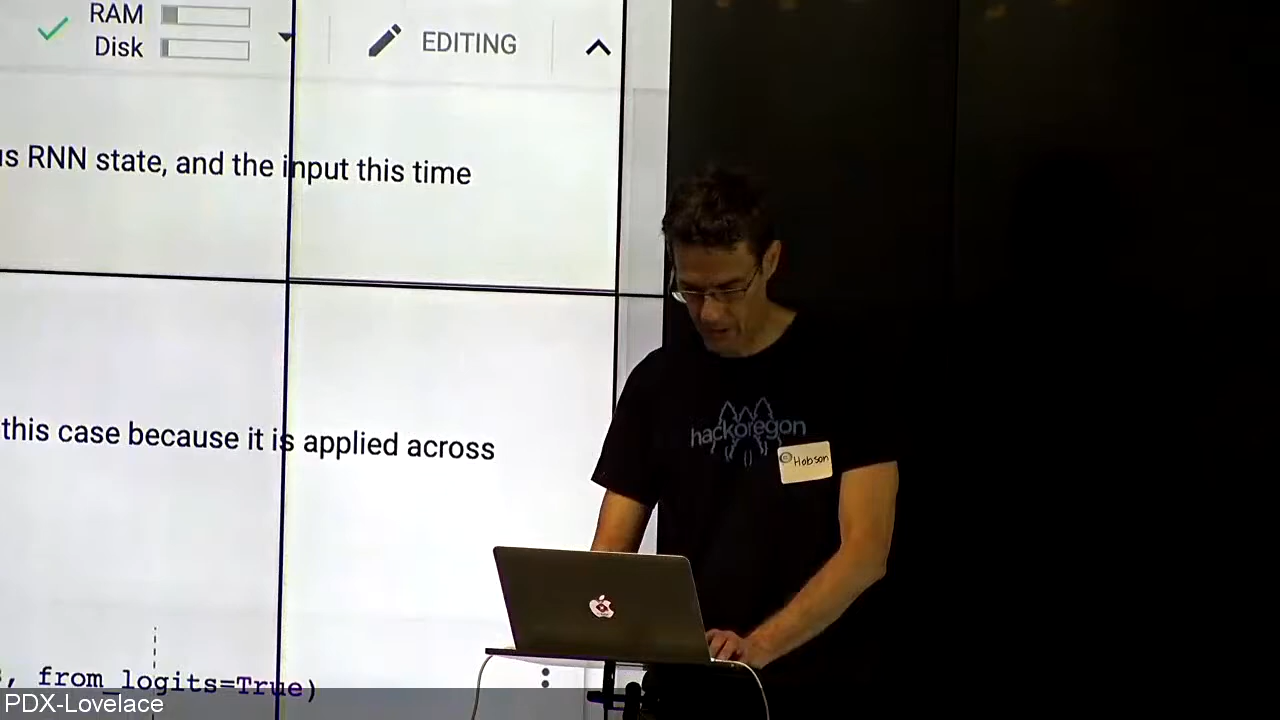 RAM
Disk
EDITING
us RNN state, and the input this time
this case because it is applied across
hackoregon
Hobson
, from_logits=True)
PDX-Lovelace